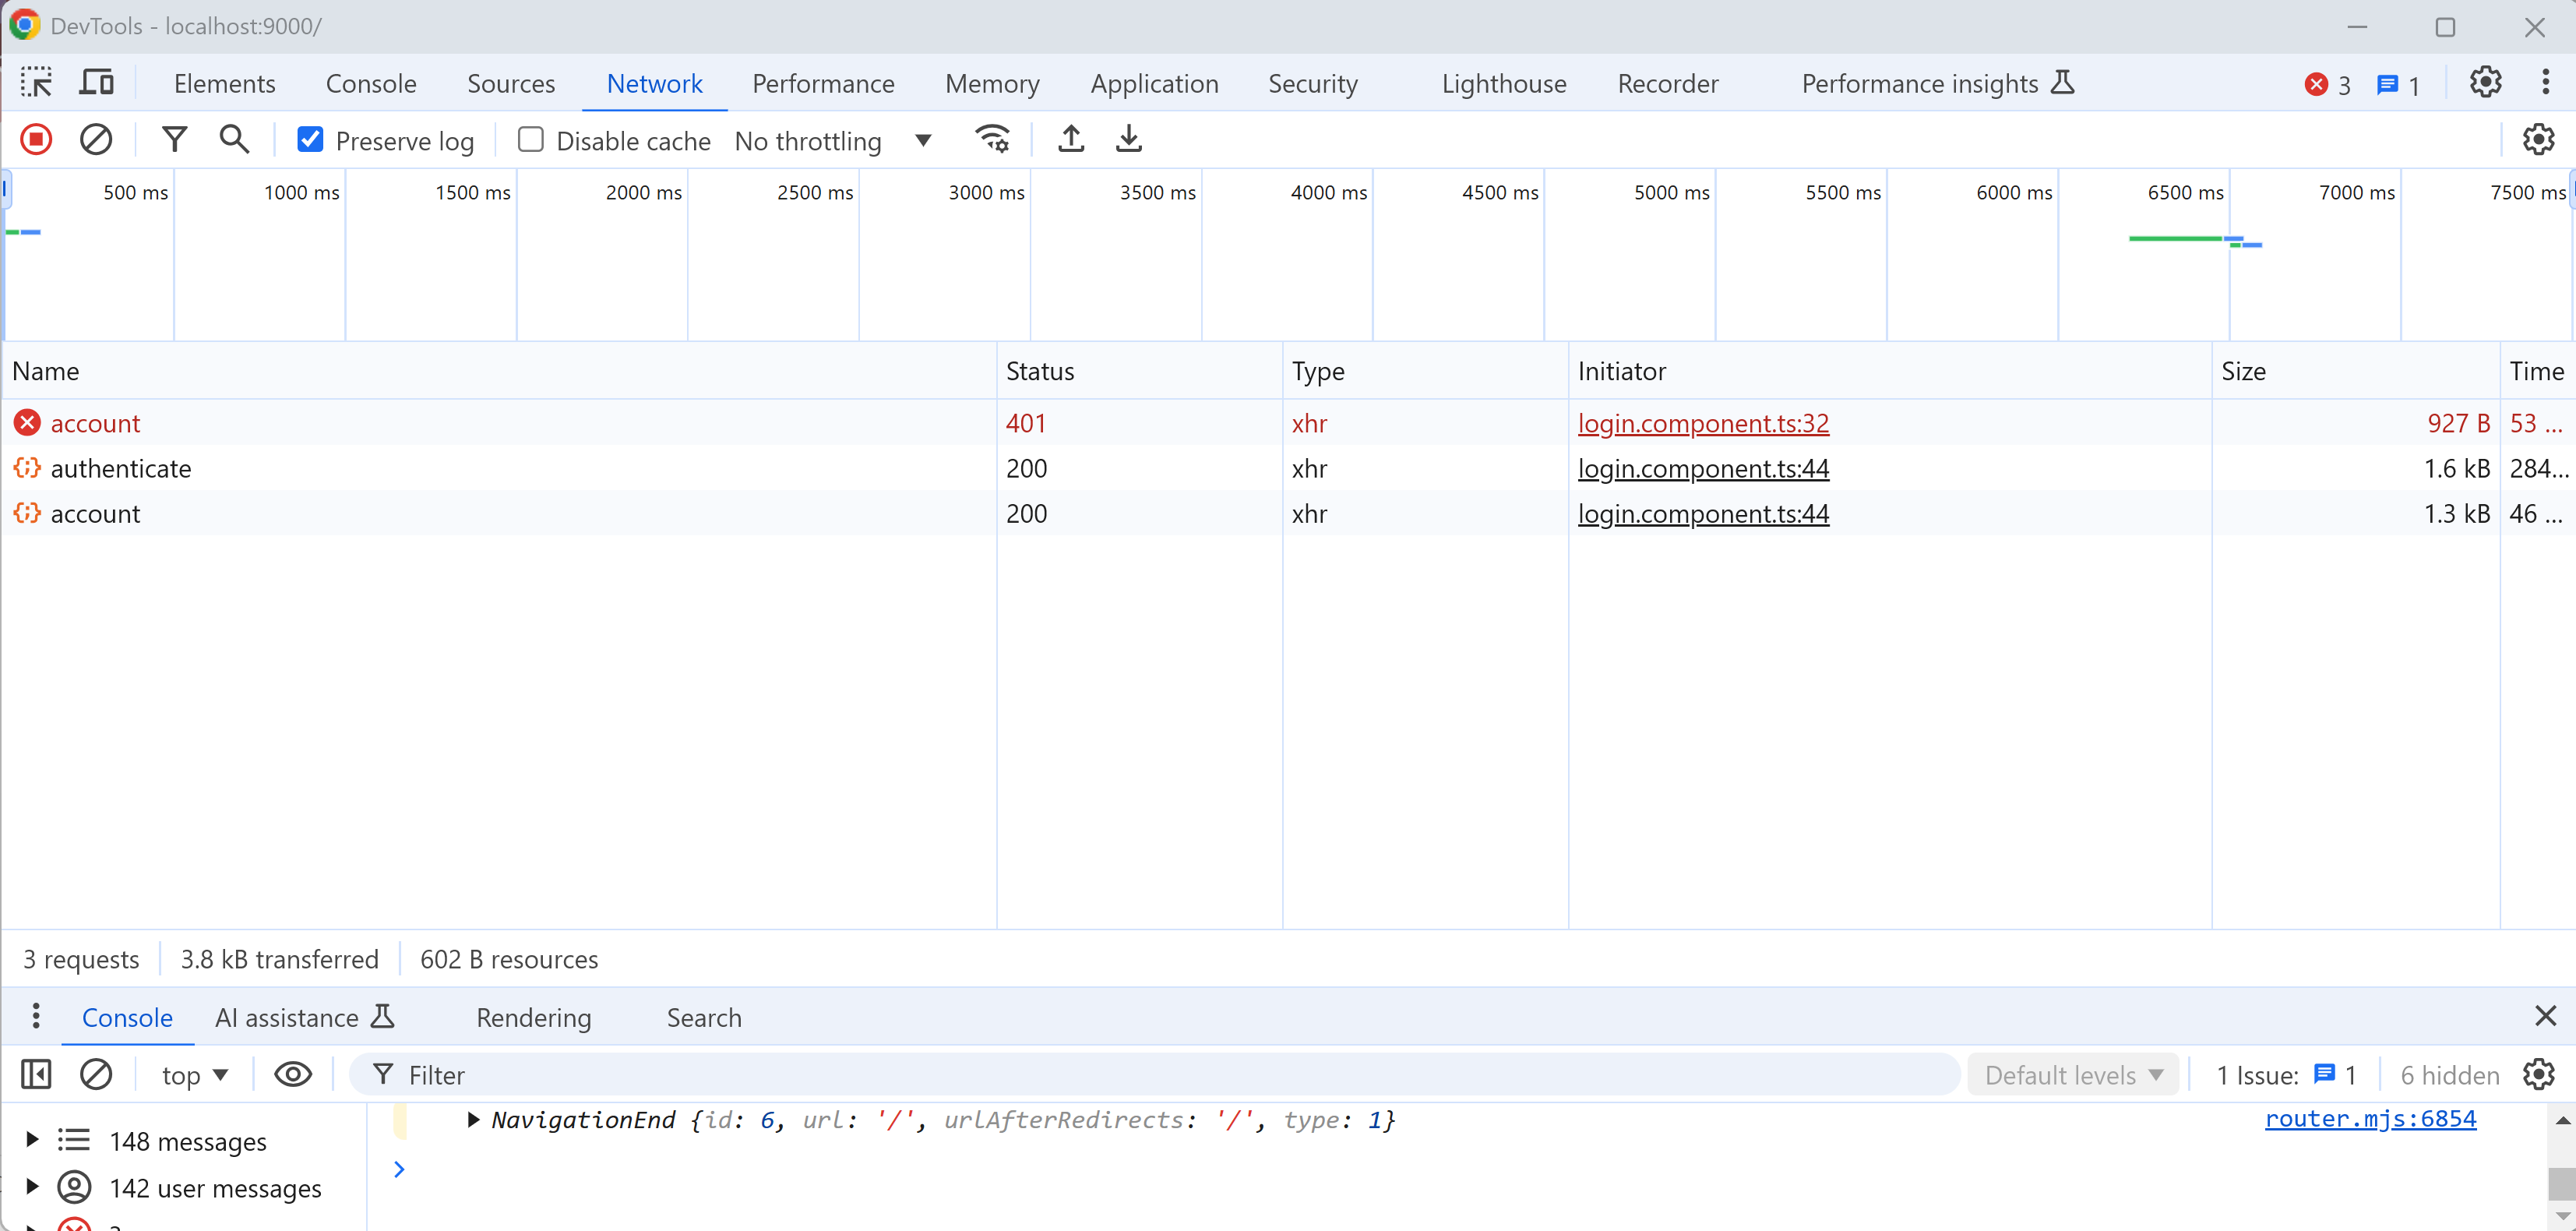 DevTools - localhost:9000/
Elements Console Sources Network Performance Memory Application Security Lighthouse Recorder Performance insights 3 1
Preserve log Disable cache No throttling
500 ms 1000 ms 1500 ms 2000 ms 2500 ms 3000 ms 3500 ms 4000 ms 4500 ms 5000 ms 5500 ms 6000 ms 6500 ms 7000 ms 7500 ms
Name Status Type Initiator Size Time
account 401 xhr login.component.ts:32 927 B 53 ...
authenticate 200 xhr login.component.ts:44 1.6 kB 284...
account 200 xhr login.component.ts:44 1.3 kB 46 ...
3 requests 3.8 kB transferred 602 B resources
Console AI assistance Rendering Search
top Filter Default levels 1 Issue: 1 6 hidden
NavigationEnd {id: 6, url: '/', urlAfterRedirects: '/', type: 1} router.mjs:6854
148 messages
142 user messages